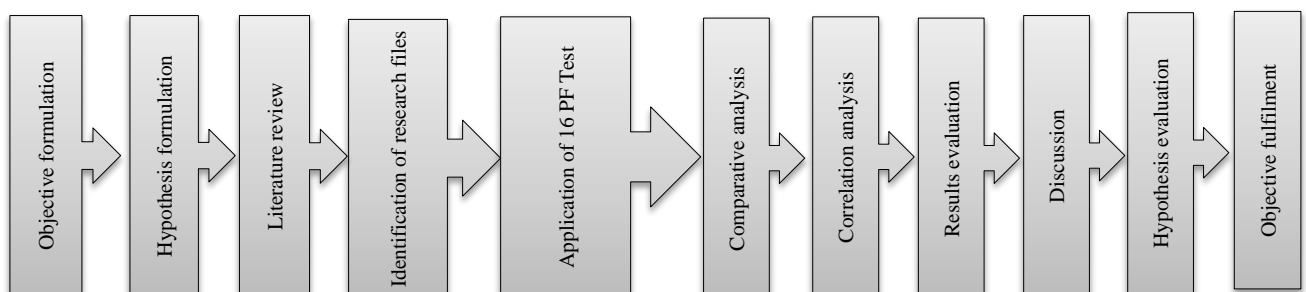 Objective formulation
Hypothesis formulation
Literature review
Identification of research files
Application of 16 PF Test
Comparative analysis
Correlation analysis
Results evaluation
Discussion
Hypothesis evaluation
Objective fulfilment